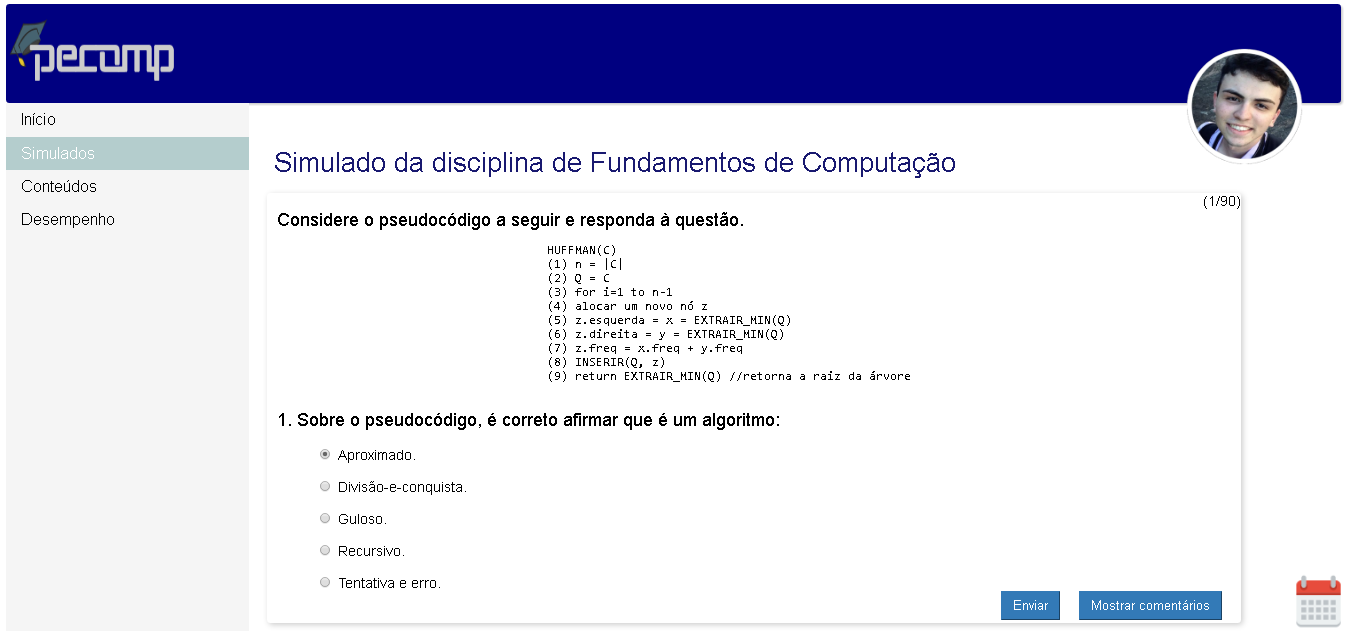 pecomp
Início
Simulados
Conteúdos
Desempenho
Simulado da disciplina de Fundamentos de Computação
(1/90)
Considere o pseudocódigo a seguir e responda à questão.
HUFFMAN(C)
(1) n = |C|
(2) Q = C
(3) for i=1 to n-1
(4) alocar um novo nó z
(5) z.esquerda = x = EXTRAIR_MIN(Q)
(6) z.direita = y = EXTRAIR_MIN(Q)
(7) z.freq = x.freq + y.freq
(8) INSERIR(Q, z)
(9) return EXTRAIR_MIN(Q) //retorna a raiz da árvore
1. Sobre o pseudocódigo, é correto afirmar que é um algoritmo:
Aproximado.
Divisão-e-conquista.
Guloso.
Recursivo.
Tentativa e erro.
Enviar Mostrar comentários